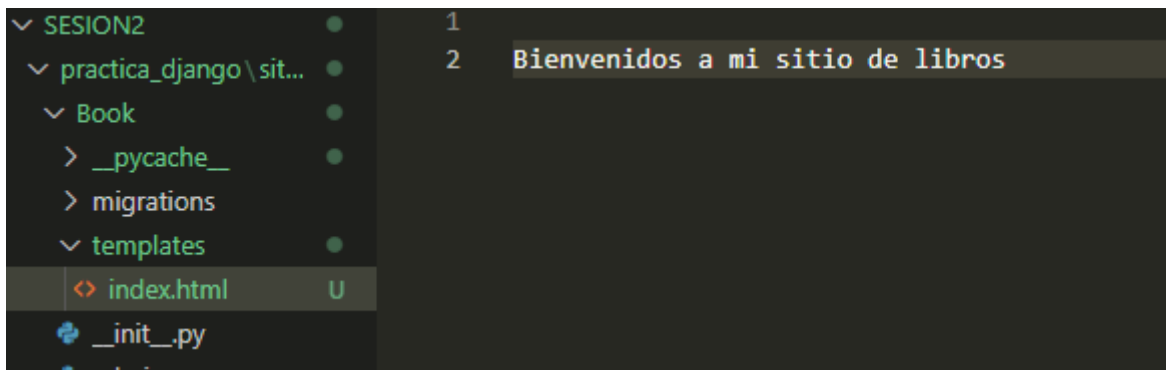 SESION2
practica_django\sit...
Book
__pycache__
migrations
templates
index.html U
__init__.py
1
2 Bienvenidos a mi sitio de libros